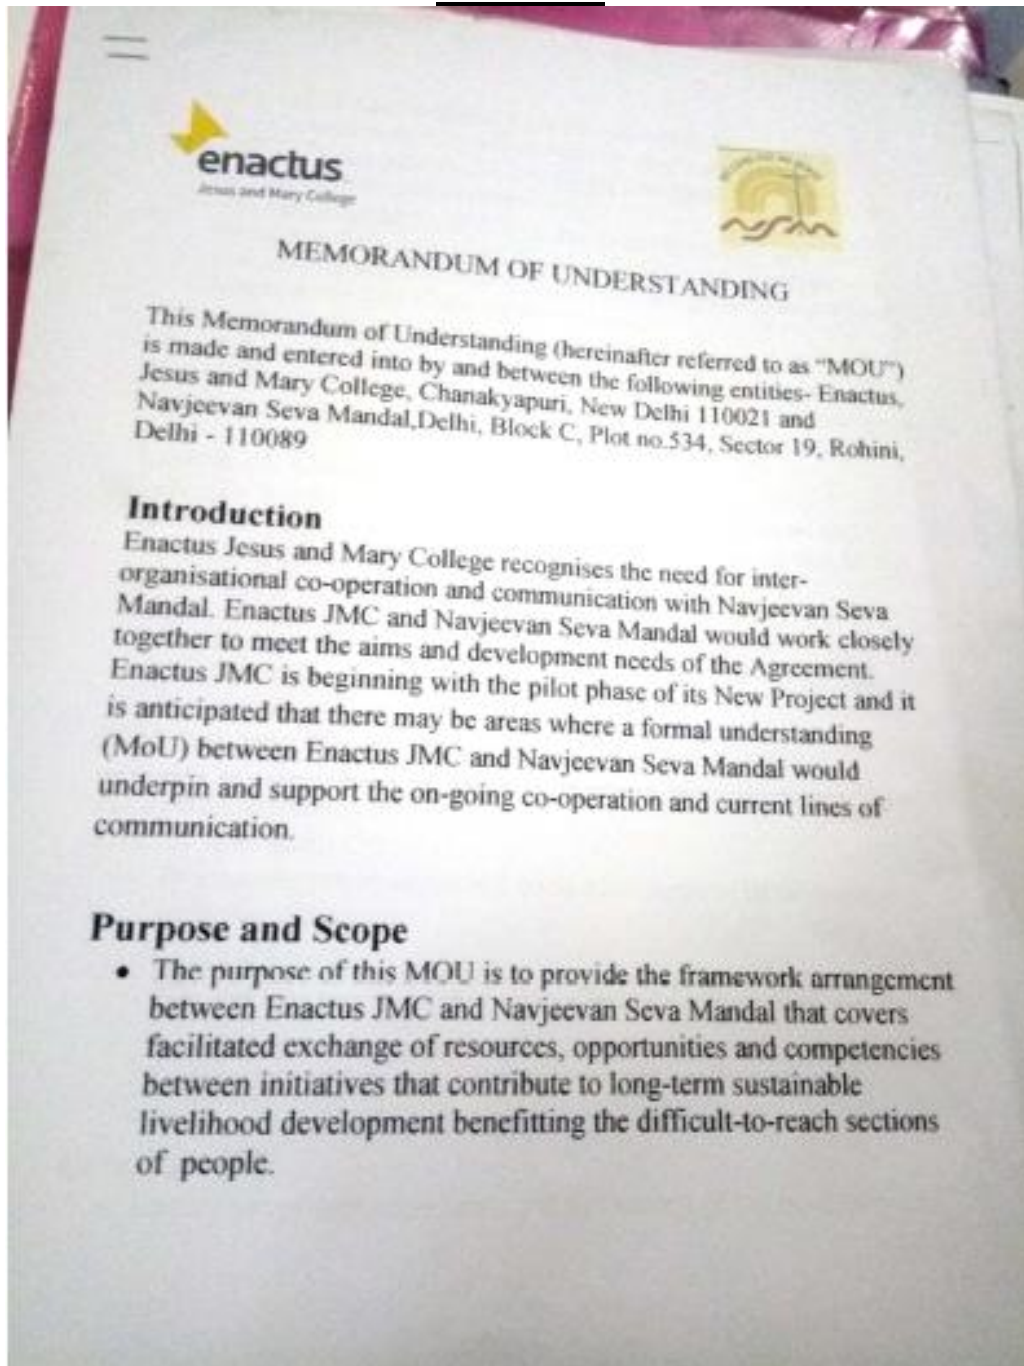 enactus
Jesus and Mary College
NSM
MEMORANDUM OF UNDERSTANDING
This Memorandum of Understanding (hereinafter referred to as “MOU”)
is made and entered into by and between the following entities- Enactus,
Jesus and Mary College, Chanakyapuri, New Delhi 110021 and
Navjeevan Seva Mandal,Delhi, Block C, Plot no.534, Sector 19, Rohini,
Delhi - 110089
Introduction
Enactus Jesus and Mary College recognises the need for inter-
organisational co-operation and communication with Navjeevan Seva
Mandal. Enactus JMC and Navjeevan Seva Mandal would work closely
together to meet the aims and development needs of the Agreement.
Enactus JMC is beginning with the pilot phase of its New Project and it
is anticipated that there may be areas where a formal understanding
(MoU) between Enactus JMC and Navjeevan Seva Mandal would
underpin and support the on-going co-operation and current lines of
communication.
Purpose and Scope
• The purpose of this MOU is to provide the framework arrangement
between Enactus JMC and Navjeevan Seva Mandal that covers
facilitated exchange of resources, opportunities and competencies
between initiatives that contribute to long-term sustainable
livelihood development benefitting the difficult-to-reach sections
of people.